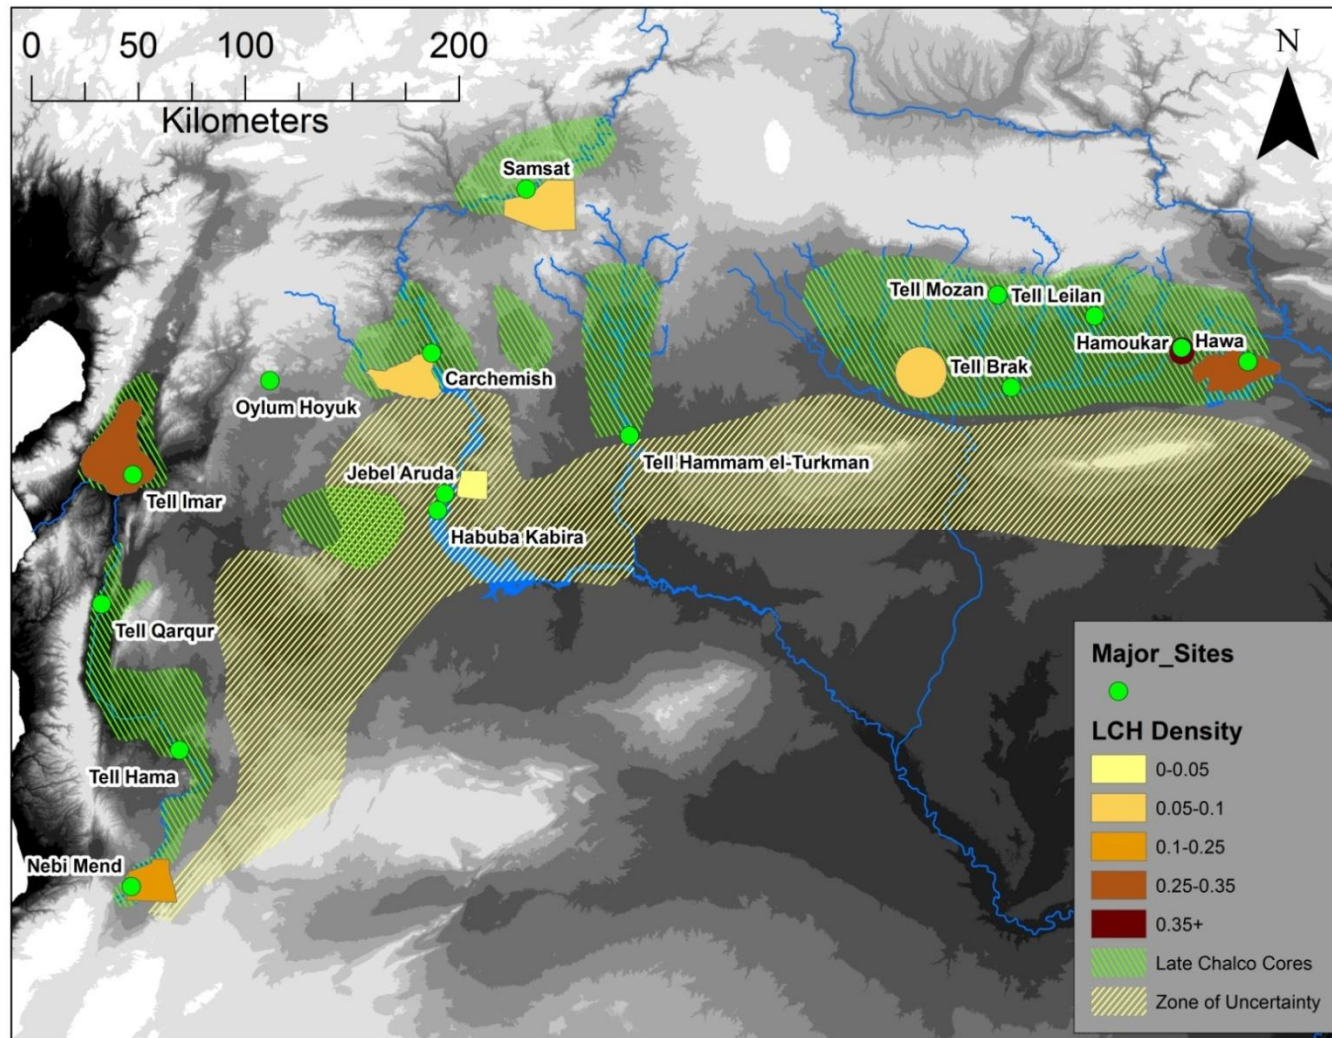 0 50 100 200
Kilometers
N
Samsat
Tell Mozan
Tell Leilan
Hamoukar
Hawa
Tell Brak
Carchemish
Oylum Hoyuk
Tell Hammam el-Turkman
Jebel Aruda
Tell Imar
Habuba Kabira
Tell Qarqur
Tell Hama
Nebi Mend
Major_Sites
LCH Density
0-0.05
0.05-0.1
0.1-0.25
0.25-0.35
0.35+
Late Chalco Cores
Zone of Uncertainty